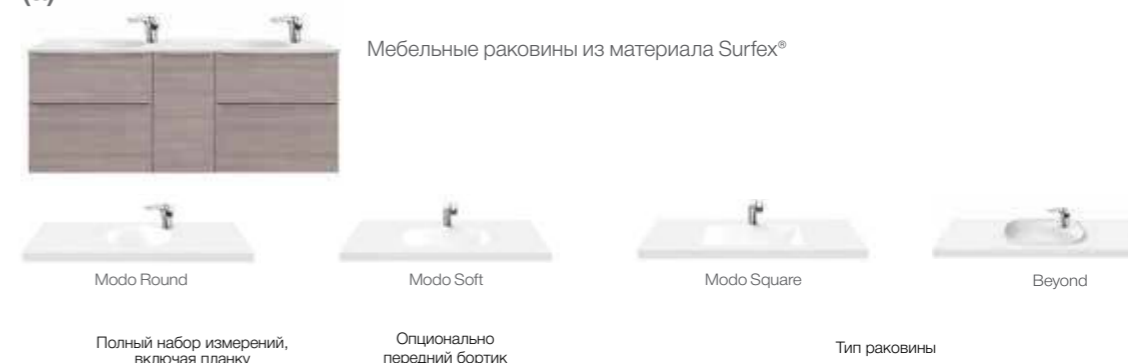 Мебельные раковины из материала Surfex®
Modo Round
Modo Soft
Modo Square
Beyond
Полный набор измерений,
включая планку
Опционально
передний бортик
Тип раковины